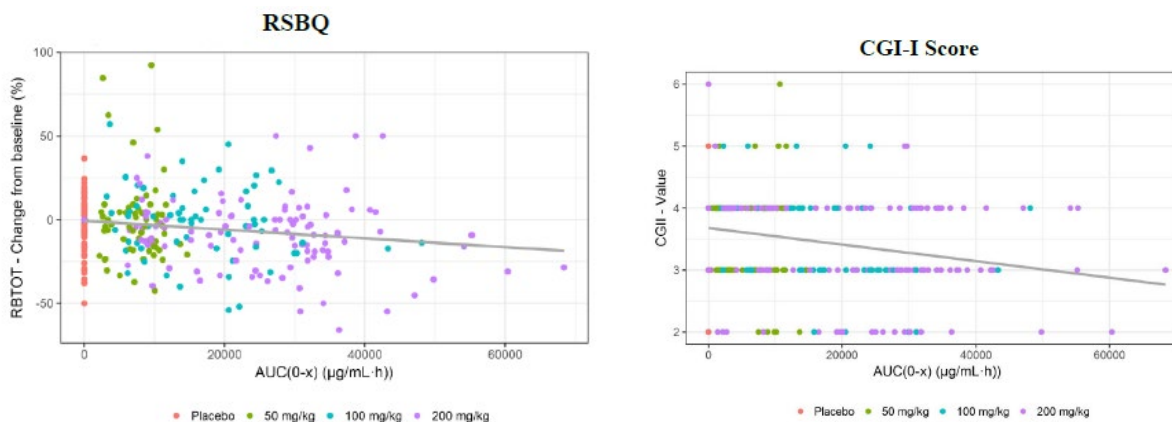 RSBQ
RBTOT - Change from baseline (%)
100
50
0
-50
0
20000
40000
60000
AUC(0-x) (µg/mL·h))
Placebo 50 mg/kg 100 mg/kg 200 mg/kg
CGI-I Score
CGII - Value
6
5
4
3
2
0
20000
40000
60000
AUC(0-x) (µg/mL·h))
Placebo 50 mg/kg 100 mg/kg 200 mg/kg